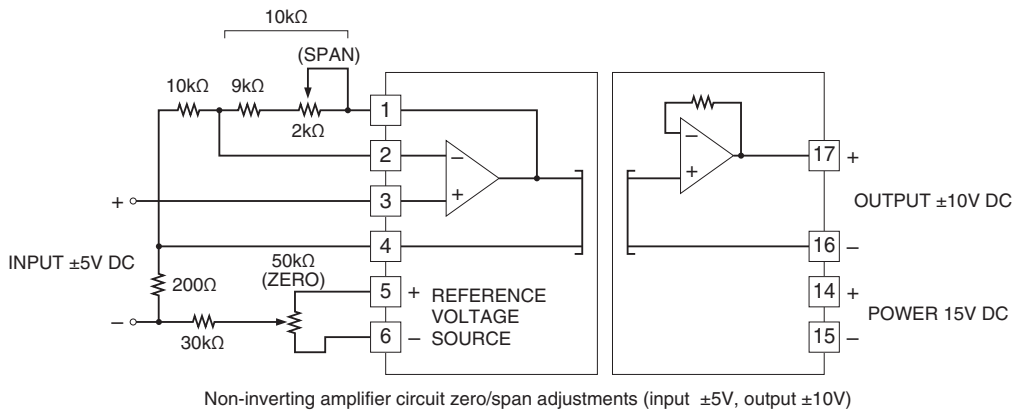 10kΩ
(SPAN)
10kΩ
9kΩ
2kΩ
1
2
−
17
+
−
+
3
+
+
OUTPUT ±10V DC
4
16
−
INPUT ±5V DC
200Ω
50kΩ
(ZERO)
5
+
REFERENCE
VOLTAGE
SOURCE
14
+
POWER 15V DC
−
30kΩ
6
−
15
−
Non-inverting amplifier circuit zero/span adjustments (input ±5V, output ±10V)